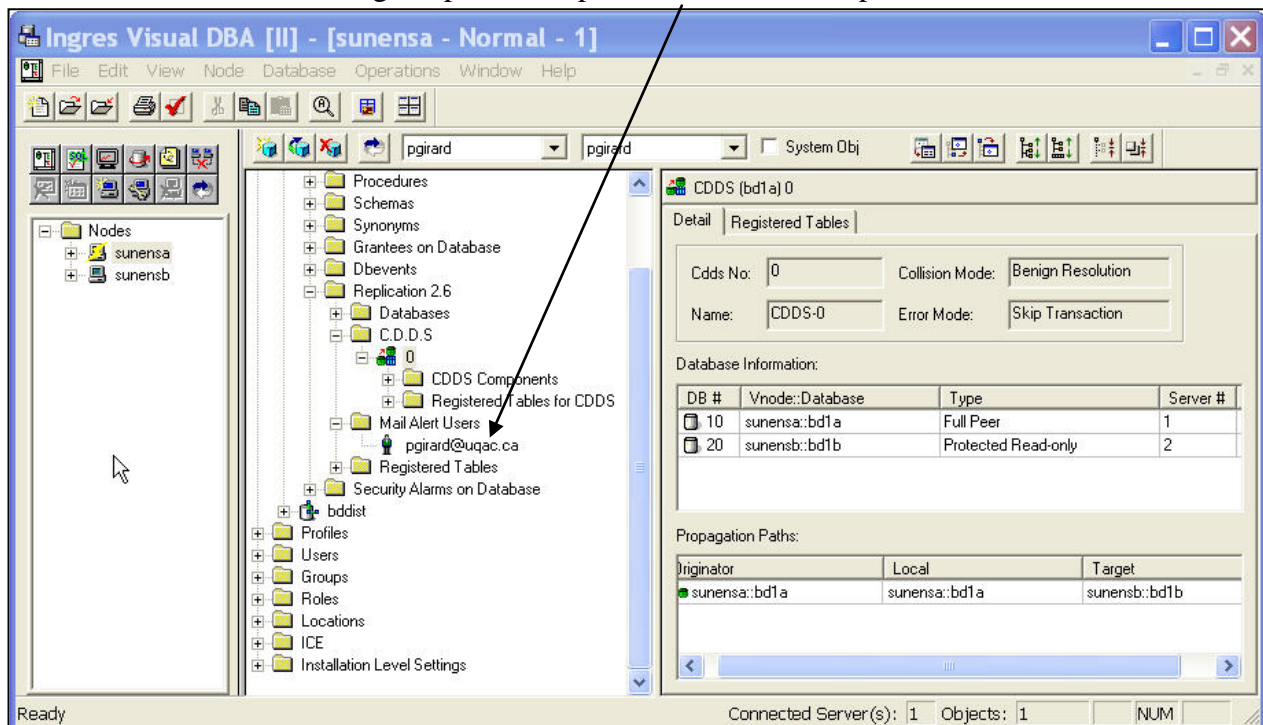 Ingres Visual DBA [II] - [sunensa - Normal - 1]
File Edit View Node Database Operations Window Help
pgirard pgirard System Obj
Nodes
sunensa
sunensb
Procedures
Schemas
Synonyms
Grantees on Database
Dbevents
Replication 2.6
Databases
C.D.D.S
0
CDDS Components
Registered Tables for CDDS
Mail Alert Users
pgirard@uqac.ca
Registered Tables
Security Alarms on Database
bddist
Profiles
Users
Groups
Roles
Locations
ICE
Installation Level Settings
CDDS (bd1a) 0
Detail Registered Tables
Cdds No: 0 Collision Mode: Benign Resolution
Name: CDDS-0 Error Mode: Skip Transaction
Database Information:
DB # Vnode::Database Type Server #
10 sunensa::bd1a Full Peer 1
20 sunensb::bd1b Protected Read-only 2
Propagation Paths:
Originator Local Target
sunensa::bd1a sunensa::bd1a sunensb::bd1b
Ready Connected Server(s): 1 Objects: 1 NUM